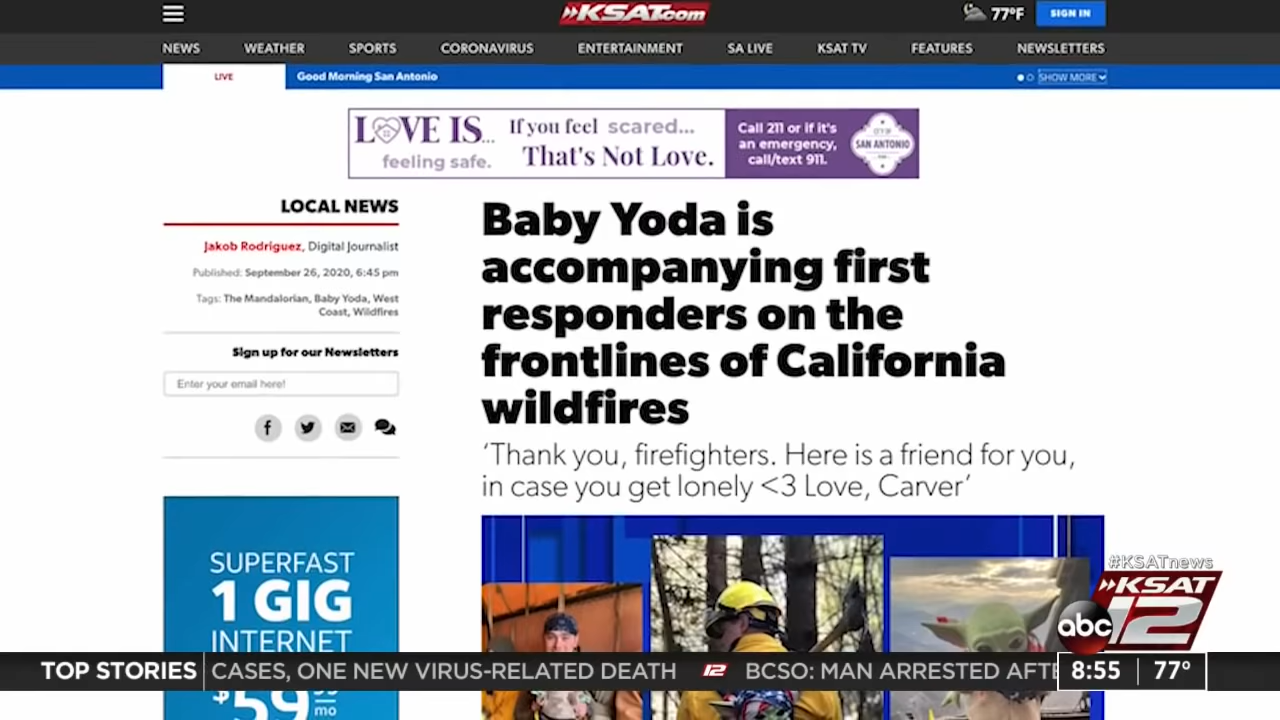 KSAT.com
77°F
SIGN IN
NEWS WEATHER SPORTS CORONAVIRUS ENTERTAINMENT SA LIVE KSAT TV FEATURES NEWSLETTERS
LIVE
Good Morning San Antonio
SHOW MORE
LOVE IS...
feeling safe.
If you feel scared...
That's Not Love.
Call 211 or if it's
an emergency,
call/text 911.
CITY OF
SAN ANTONIO
LOCAL NEWS
Jakob Rodriguez, Digital Journalist
Published: September 26, 2020, 6:45 pm
Tags: The Mandalorian, Baby Yoda, West
Coast, Wildfires
Sign up for our Newsletters
Enter your email here!
SUPERFAST
1 GIG
INTERNET
$59
mo
Baby Yoda is
accompanying first
responders on the
frontlines of California
wildfires
‘Thank you, firefighters. Here is a friend for you,
in case you get lonely <3 Love, Carver’
#KSATnews
KSAT
abc 12
TOP STORIES CASES, ONE NEW VIRUS-RELATED DEATH 12 BCSO: MAN ARRESTED AFTE
8:55 77°